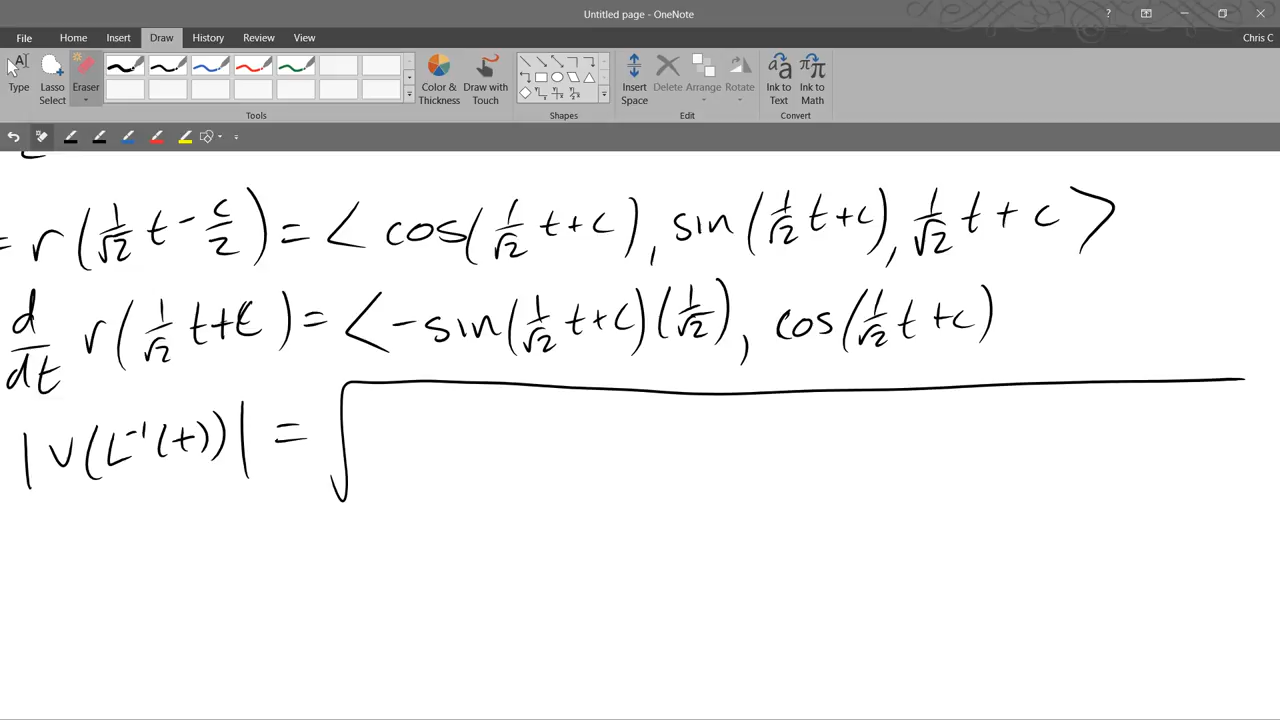 Untitled page - OneNote
File Home Insert Draw History Review View Chris C
Type Lasso Select Eraser Color & Thickness Draw with Touch Insert Space Delete Arrange Rotate Ink to Text Ink to Math
Tools Shapes Edit Convert
= r(1/√2 t - c/2) = < cos(1/√2 t + c), sin(1/√2 t + c), 1/√2 t + c >
d/dt r(1/√2 t + c) = < -sin(1/√2 t + c)(1/√2), cos(1/√2 t + c)
|v(L⁻¹(t))| = √